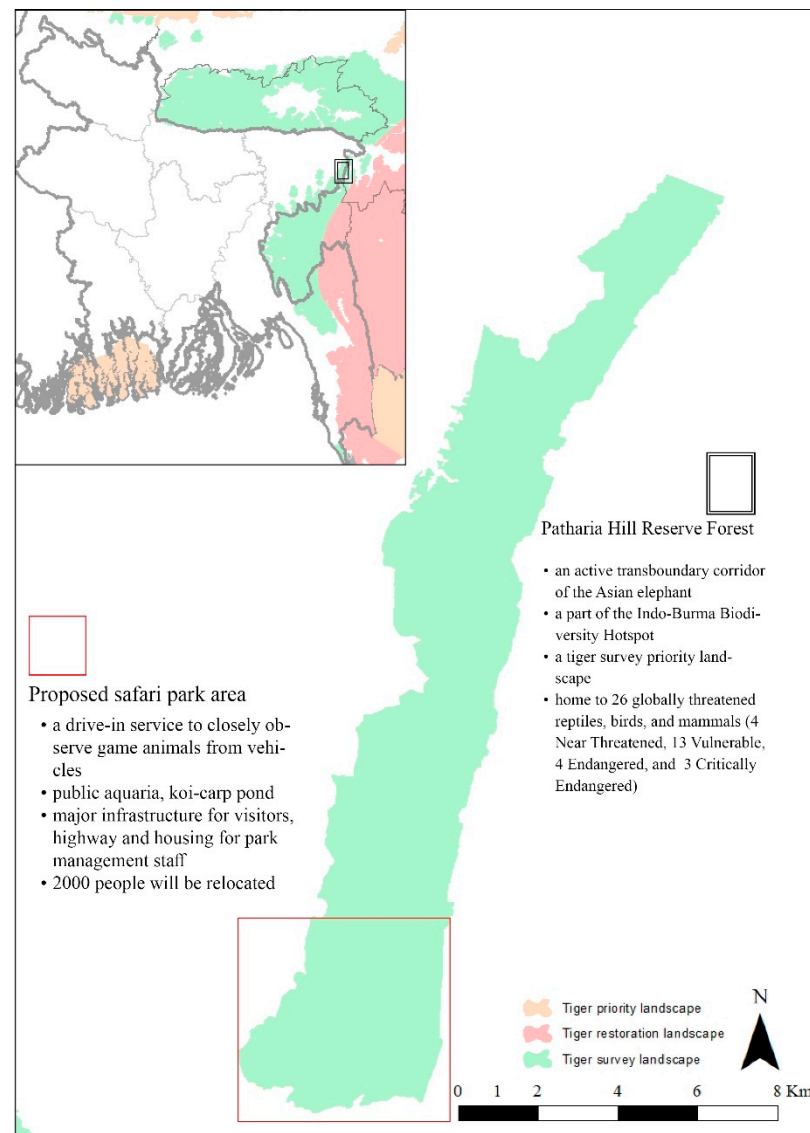 Patharia Hill Reserve Forest
• an active transboundary corridor
of the Asian elephant
• a part of the Indo-Burma Biodi-
versity Hotspot
• a tiger survey priority land-
scape
• home to 26 globally threatened
reptiles, birds, and mammals (4
Near Threatened, 13 Vulnerable,
4 Endangered, and 3 Critically
Endangered)
Proposed safari park area
• a drive-in service to closely ob-
serve game animals from vehi-
cles
• public aquaria, koi-carp pond
• major infrastructure for visitors,
highway and housing for park
management staff
• 2000 people will be relocated
Tiger priority landscape
Tiger restoration landscape
Tiger survey landscape
N
0 1 2 4 6 8 Km